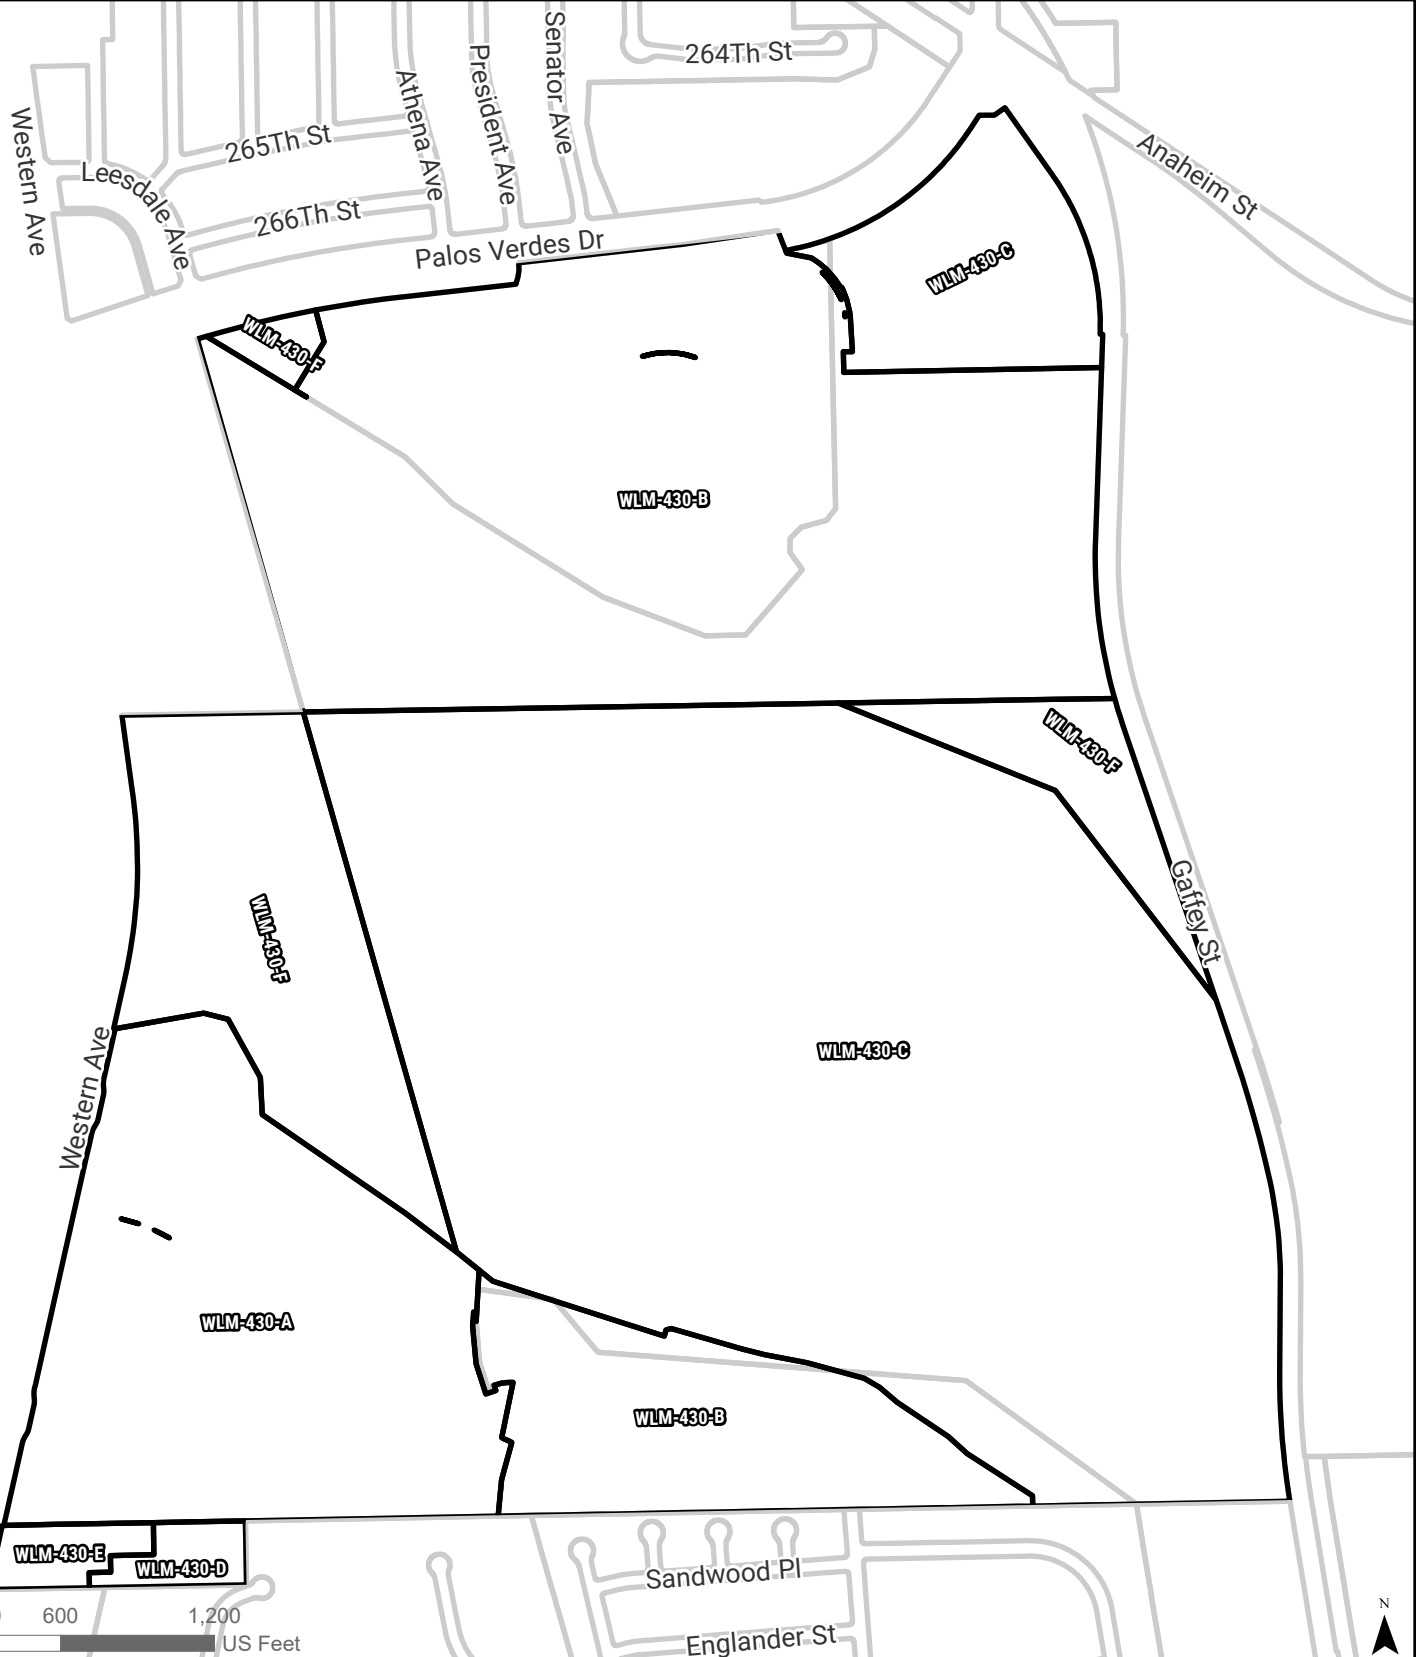 Senator Ave
264Th St
President Ave
Athena Ave
Western Ave
265Th St
Anaheim St
Leesdale Ave
266Th St
Palos Verdes Dr
WLM-430-C
WLM-430-F
WLM-430-B
WLM-430-F
Gaffey St
WLM-430-F
WLM-430-C
Western Ave
WLM-430-A
WLM-430-B
WLM-430-E
WLM-430-D
Sandwood Pl
600
1,200
US Feet
Englander St
N